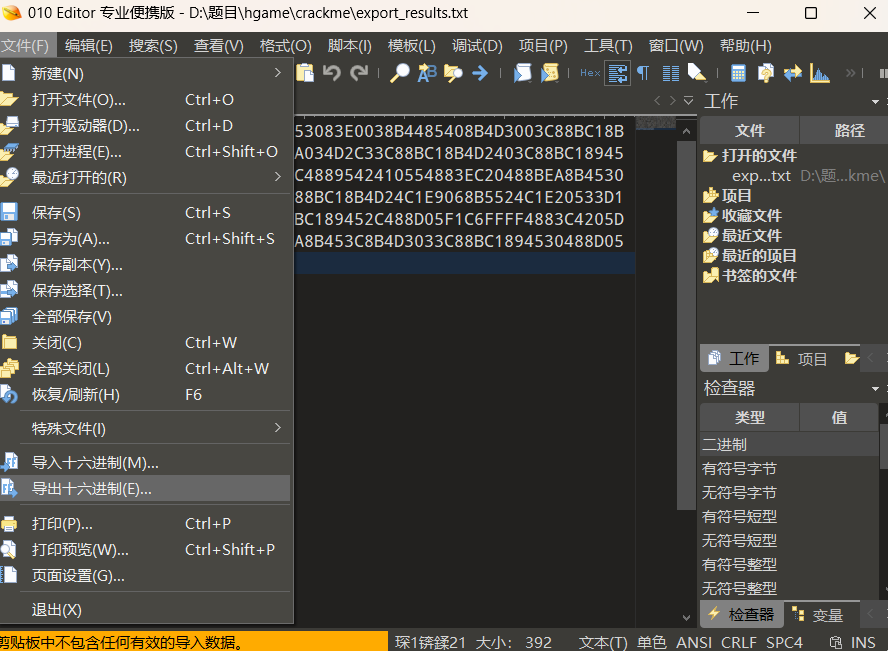 010 Editor 专业便携版 - D:\题目\hgame\crackme\export_results.txt
文件(F) 编辑(E) 搜索(S) 查看(V) 格式(O) 脚本(I) 模板(L) 调试(D) 项目(P) 工具(T) 窗口(W) 帮助(H)
新建(N)
打开文件(O)... Ctrl+O
打开驱动器(D)... Ctrl+D
打开进程(E)... Ctrl+Shift+O
最近打开的(R)
保存(S) Ctrl+S
另存为(A)... Ctrl+Shift+S
保存副本(Y)...
保存选择(T)...
全部保存(V)
关闭(C) Ctrl+W
全部关闭(L) Ctrl+Alt+W
恢复/刷新(H) F6
特殊文件(I)
导入十六进制(M)...
导出十六进制(E)...
打印(P)... Ctrl+P
打印预览(W)... Ctrl+Shift+P
页面设置(G)...
退出(X)
Hex
53083E0038B4485408B4D3003C88BC18B
A034D2C33C88BC18B4D2403C88BC18945
C4889542410554883EC20488BEA8B4530
88BC18B4D24C1E9068B5524C1E20533D1
BC189452C488D05F1C6FFFF4883C4205D
A8B453C8B4D3033C88BC1894530488D05
工作
文件 路径
打开的文件
exp...txt D:\题...kme\
项目
收藏文件
最近文件
最近的项目
书签的文件
工作 项目
检查器
类型 值
二进制
有符号字节
无符号字节
有符号短型
无符号短型
有符号整型
无符号整型
检查器 变量
剪贴板中不包含任何有效的导入数据。
大小: 392 文本(T) 单色 ANSI CRLF SPC4 INS